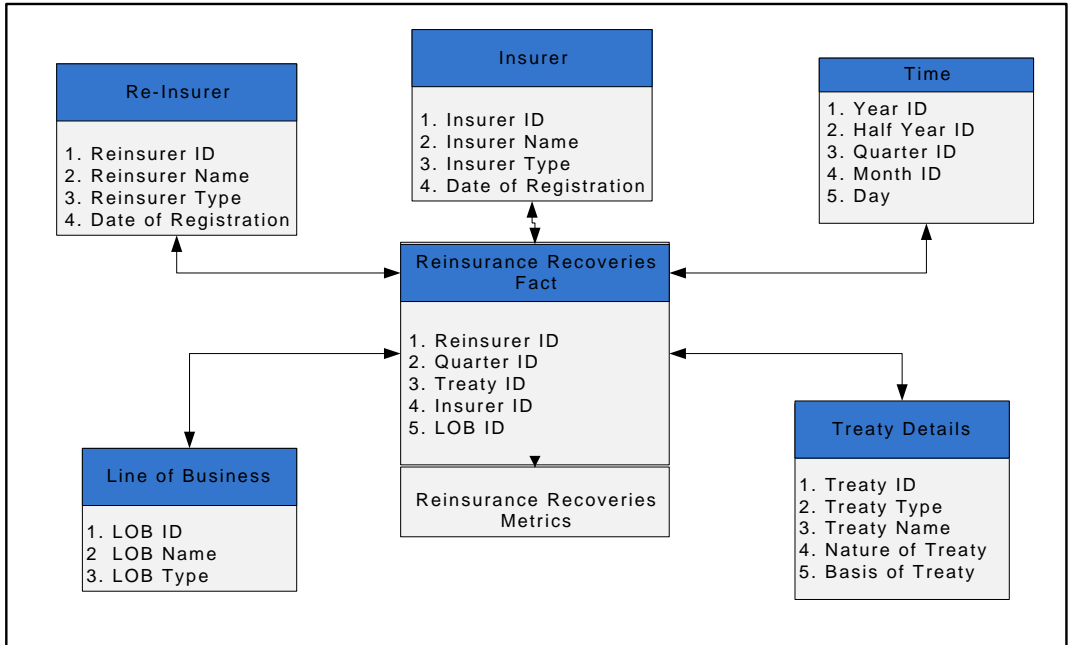 Re-Insurer
1. Reinsurer ID
2. Reinsurer Name
3. Reinsurer Type
4. Date of Registration
Insurer
1. Insurer ID
2. Insurer Name
3. Insurer Type
4. Date of Registration
Time
1. Year ID
2. Half Year ID
3. Quarter ID
4. Month ID
5. Day
Reinsurance Recoveries
Fact
1. Reinsurer ID
2. Quarter ID
3. Treaty ID
4. Insurer ID
5. LOB ID
Reinsurance Recoveries
Metrics
Line of Business
1. LOB ID
2 LOB Name
3. LOB Type
Treaty Details
1. Treaty ID
2. Treaty Type
3. Treaty Name
4. Nature of Treaty
5. Basis of Treaty